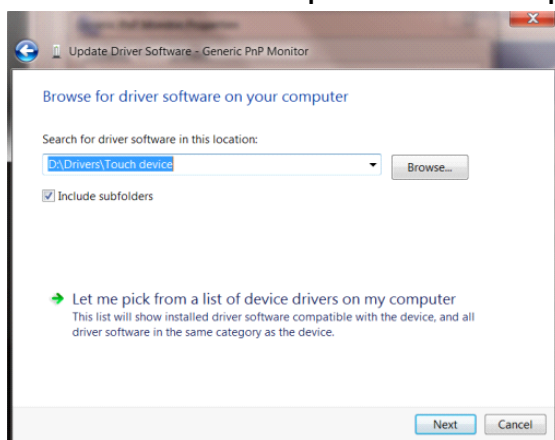 Update Driver Software - Generic PnP Monitor
Browse for driver software on your computer
Search for driver software in this location:
D:\Drivers\Touch device
Browse...
Include subfolders
Let me pick from a list of device drivers on my computer
This list will show installed driver software compatible with the device, and all
driver software in the same category as the device.
Next
Cancel